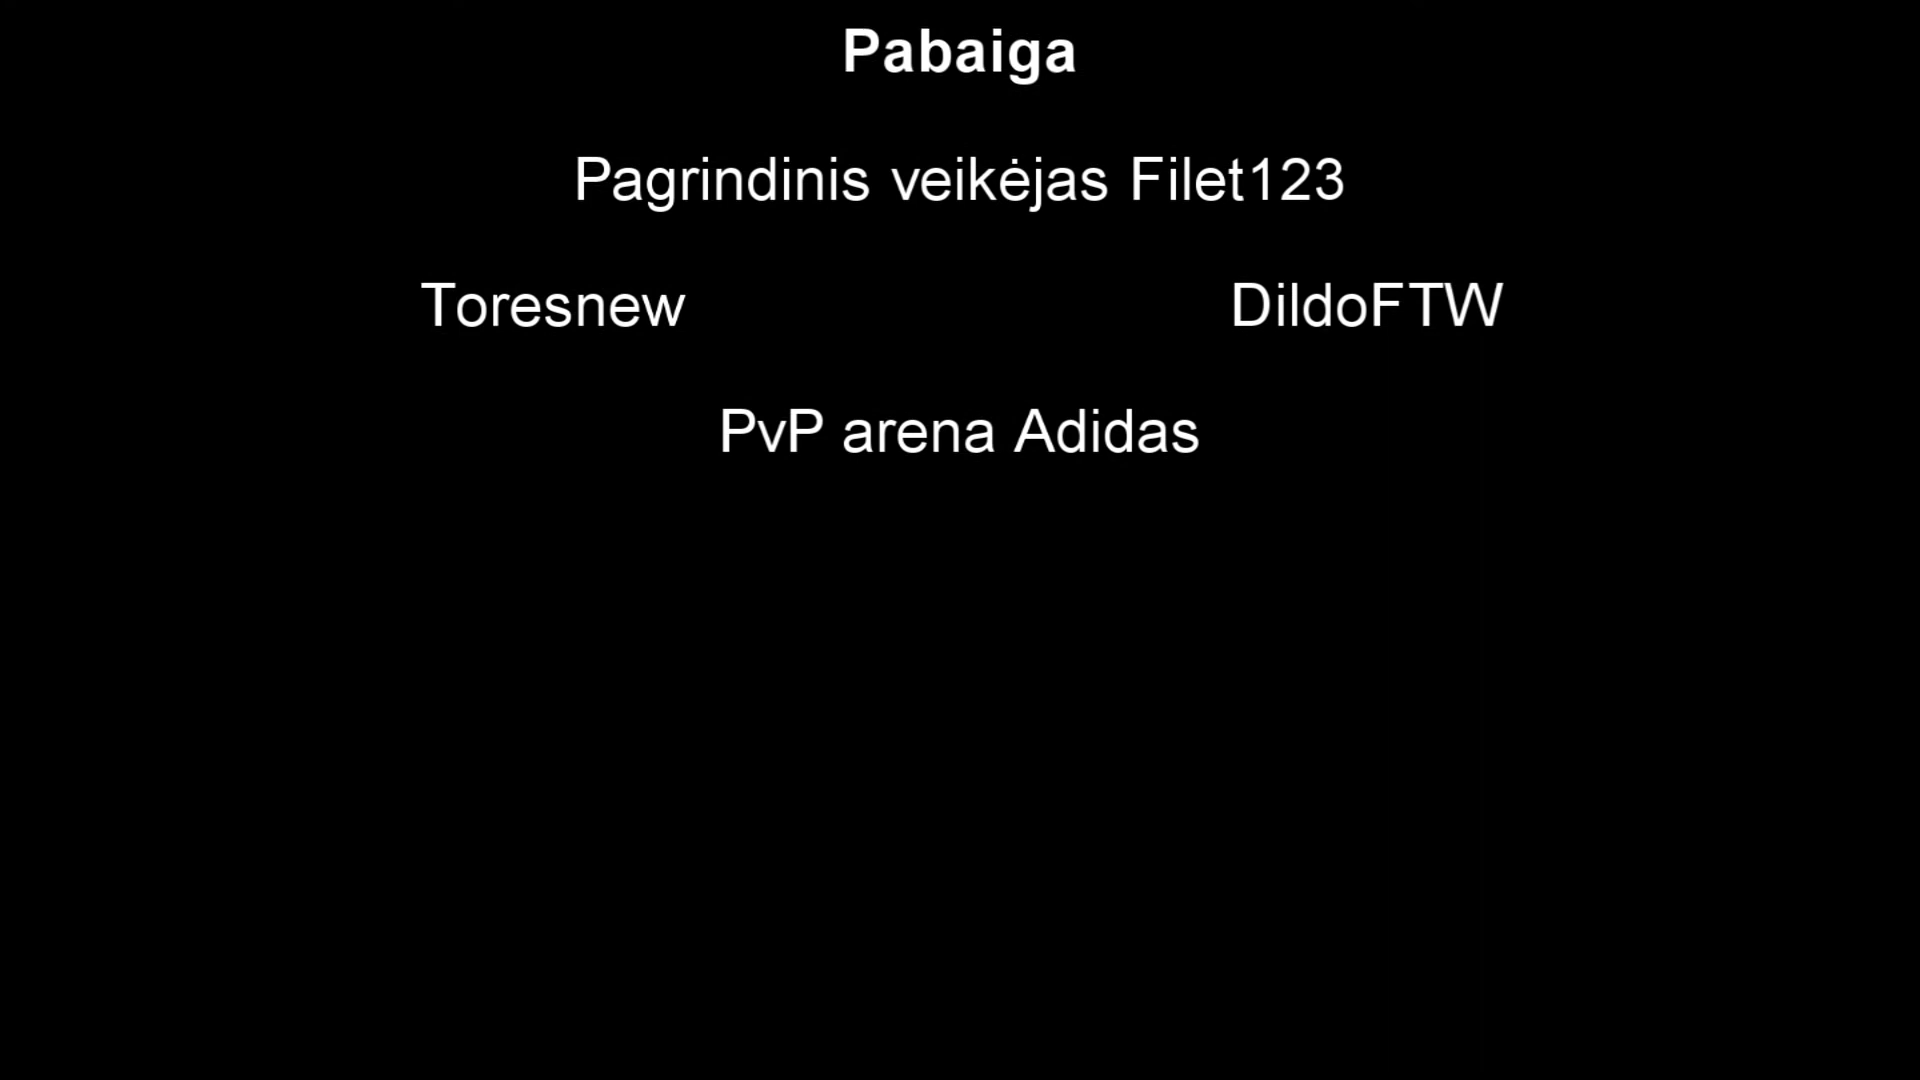 Pabaiga
Pagrindinis veikėjas Filet123
Toresnew DildoFTW
PvP arena Adidas